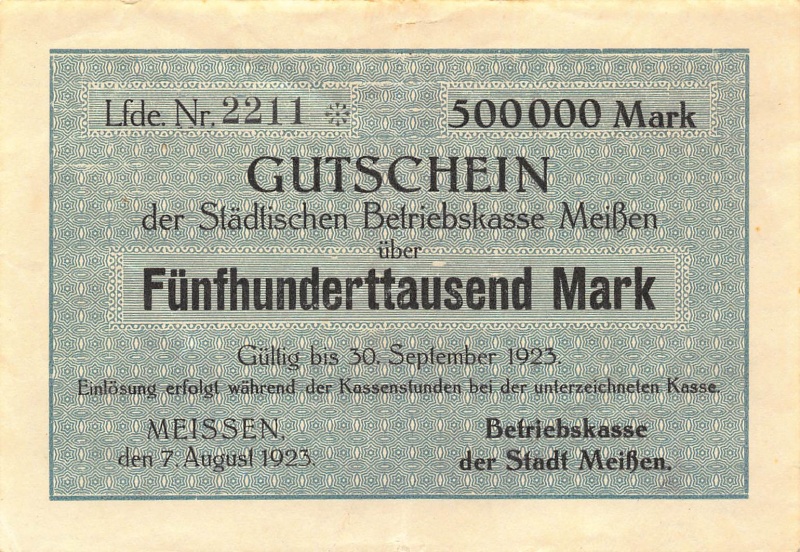 Lfde. Nr. 2211 *
500000 Mark
GUTSCHEIN
der Städtischen Betriebskasse Meißen
über
Fünfhunderttausend Mark
Gültig bis 30. September 1923.
Einlösung erfolgt während der Kassenstunden bei der unterzeichneten Kasse.
MEISSEN,
den 7. August 1923.
Betriebskasse
der Stadt Meißen.